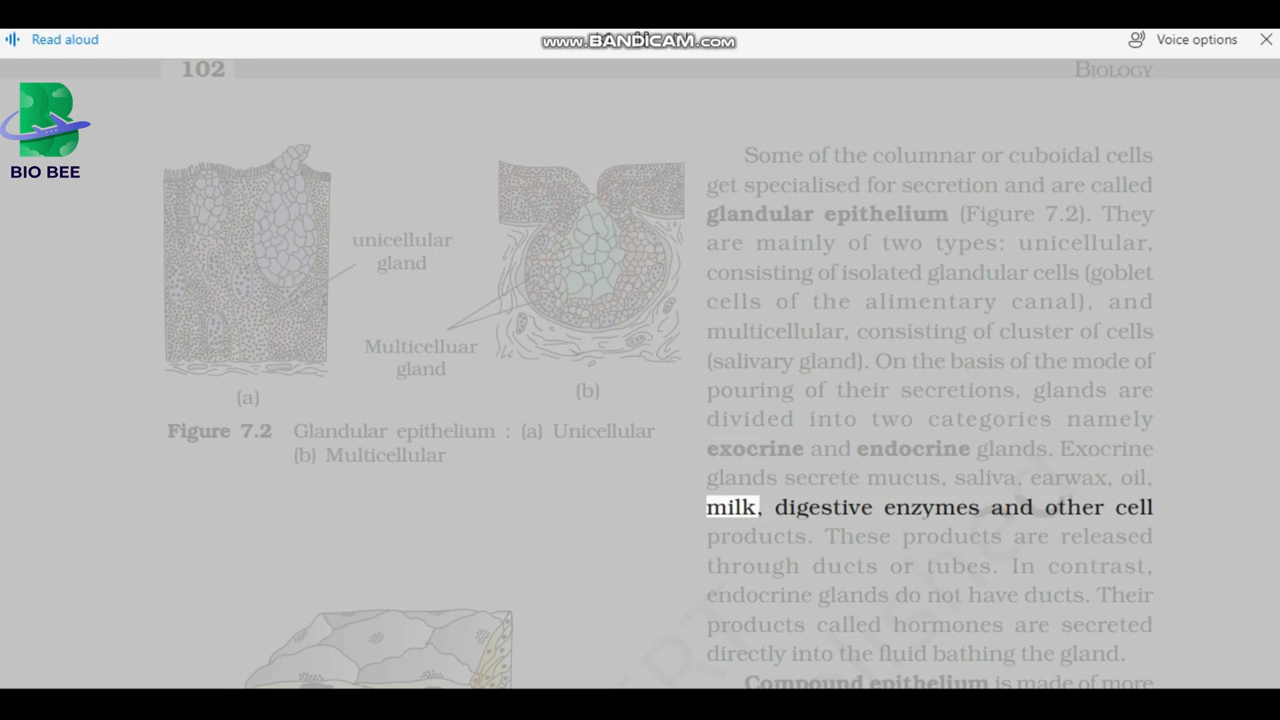 Read aloud
www.BANDICAM.com
Voice options
102
BIOLOGY
BIO BEE
unicellular
gland
Multicelluar
gland
(a)
(b)
Figure 7.2 Glandular epithelium : (a) Unicellular
(b) Multicellular
Some of the columnar or cuboidal cells
get specialised for secretion and are called
glandular epithelium (Figure 7.2). They
are mainly of two types: unicellular,
consisting of isolated glandular cells (goblet
cells of the alimentary canal), and
multicellular, consisting of cluster of cells
(salivary gland). On the basis of the mode of
pouring of their secretions, glands are
divided into two categories namely
exocrine and endocrine glands. Exocrine
glands secrete mucus, saliva, earwax, oil,
milk, digestive enzymes and other cell
products. These products are released
through ducts or tubes. In contrast,
endocrine glands do not have ducts. Their
products called hormones are secreted
directly into the fluid bathing the gland.
Compound epithelium is made of more